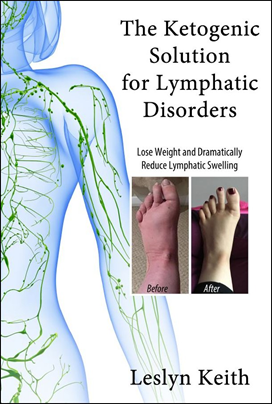 The Ketogenic
Solution
for Lymphatic
Disorders
Lose Weight and Dramatically
Reduce Lymphatic Swelling
Before
After
Leslyn Keith